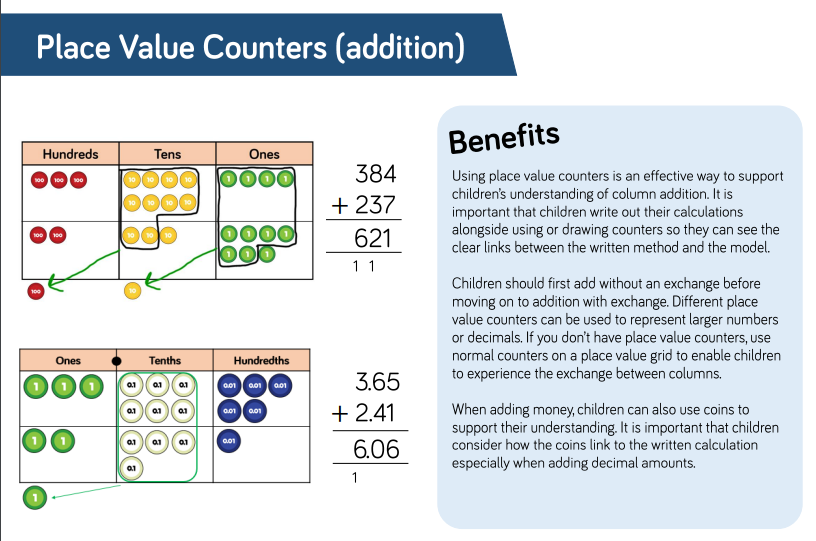 Place Value Counters (addition)
Hundreds Tens Ones
100 100 100 10 10 10 10 1 1 1 1
10 10 10 10
100 100 10 10 10 1 1 1 1
1 1 1
100 10
384
+ 237
621
1 1
Ones Tenths Hundredths
1 1 1 0.1 0.1 0.1 0.01 0.01 0.01
0.1 0.1 0.1 0.01 0.01
1 1 0.1 0.1 0.1 0.01
0.1
1
3.65
+ 2.41
6.06
1
Benefits
Using place value counters is an effective way to support
children's understanding of column addition. It is
important that children write out their calculations
alongside using or drawing counters so they can see the
clear links between the written method and the model.
Children should first add without an exchange before
moving on to addition with exchange. Different place
value counters can be used to represent larger numbers
or decimals. If you don't have place value counters, use
normal counters on a place value grid to enable children
to experience the exchange between columns.
When adding money, children can also use coins to
support their understanding. It is important that children
consider how the coins link to the written calculation
especially when adding decimal amounts.